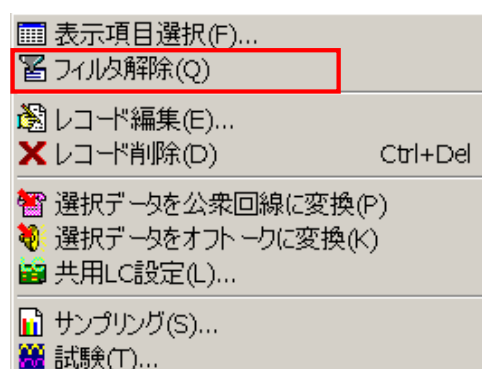 表示項目選択(F)...
フィルタ解除(Q)
レコード編集(E)...
レコード削除(D) Ctrl+Del
選択データを公衆回線に変換(P)
選択データをオフトークに変換(K)
共用LC設定(L)...
サンプリング(S)...
試験(T)...